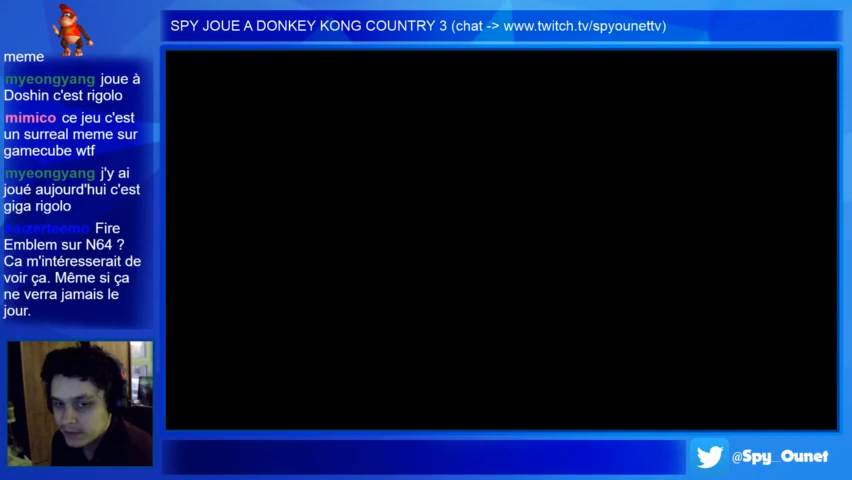 SPY JOUE A DONKEY KONG COUNTRY 3 (chat -> www.twitch.tv/spyounettv)
meme
myeongyang joue à
Doshin c'est rigolo
mimico ce jeu c'est
un surreal meme sur
gamecube wtf
myeongyang j'y ai
joué aujourd'hui c'est
giga rigolo
kaizerteemo Fire
Emblem sur N64 ?
Ca m'intéresserait de
voir ça. Même si ça
ne verra jamais le
jour.
@Spy_Ounet